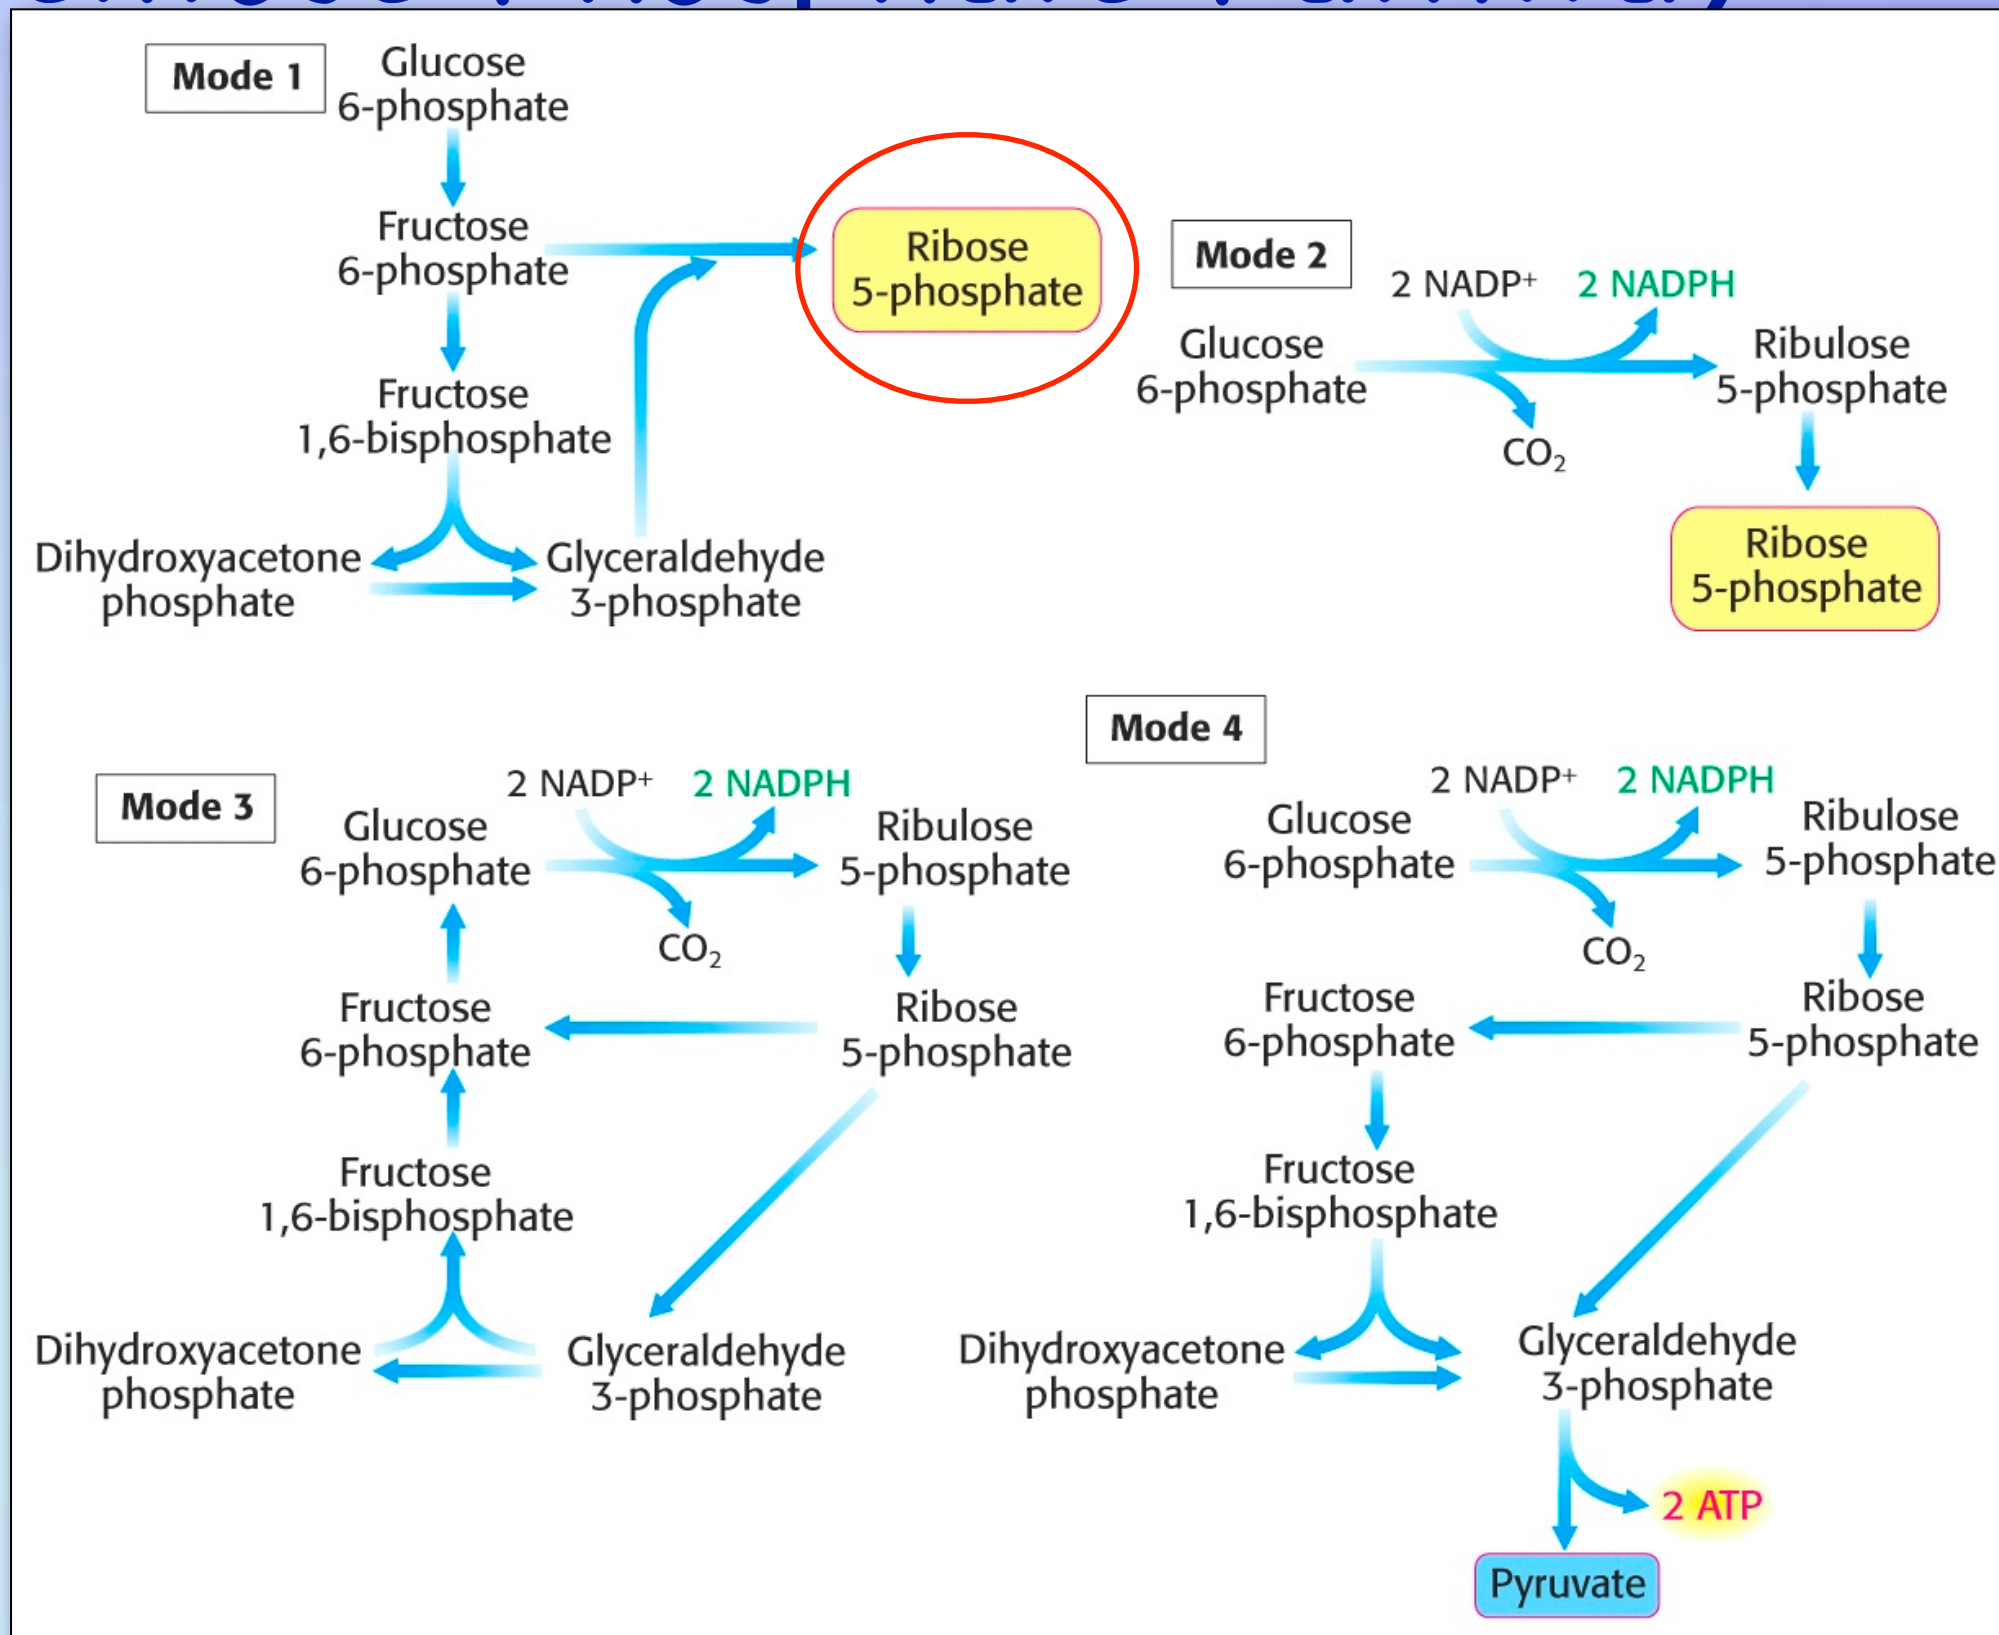 Mode 1
Glucose
6-phosphate
Fructose
6-phosphate
Ribose
5-phosphate
Fructose
1,6-bisphosphate
Dihydroxyacetone
phosphate
Glyceraldehyde
3-phosphate
Mode 2
2 NADP⁺ 2 NADPH
Glucose
6-phosphate
Ribulose
5-phosphate
CO₂
Ribose
5-phosphate
Mode 3
2 NADP⁺ 2 NADPH
Glucose
6-phosphate
Ribulose
5-phosphate
CO₂
Fructose
6-phosphate
Ribose
5-phosphate
Fructose
1,6-bisphosphate
Dihydroxyacetone
phosphate
Glyceraldehyde
3-phosphate
Mode 4
2 NADP⁺ 2 NADPH
Glucose
6-phosphate
Ribulose
5-phosphate
CO₂
Fructose
6-phosphate
Ribose
5-phosphate
Fructose
1,6-bisphosphate
Dihydroxyacetone
phosphate
Glyceraldehyde
3-phosphate
2 ATP
Pyruvate